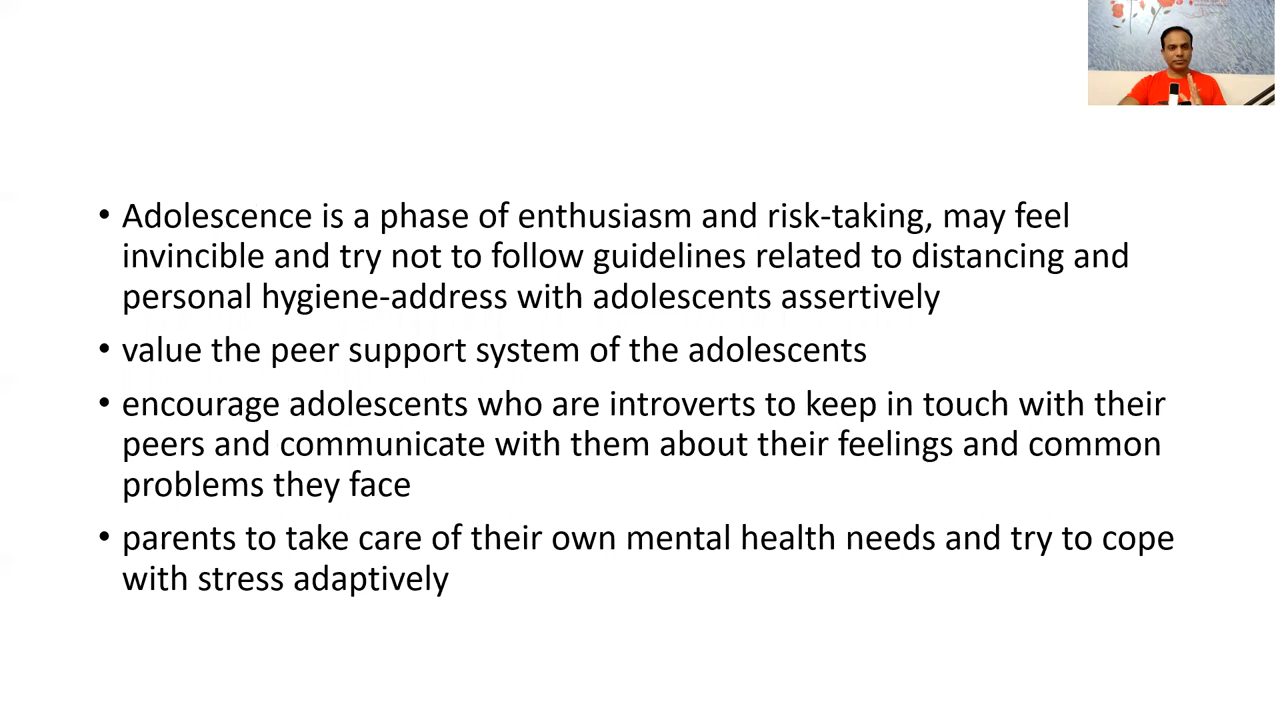 • Adolescence is a phase of enthusiasm and risk-taking, may feel
invincible and try not to follow guidelines related to distancing and
personal hygiene-address with adolescents assertively
• value the peer support system of the adolescents
• encourage adolescents who are introverts to keep in touch with their
peers and communicate with them about their feelings and common
problems they face
• parents to take care of their own mental health needs and try to cope
with stress adaptively